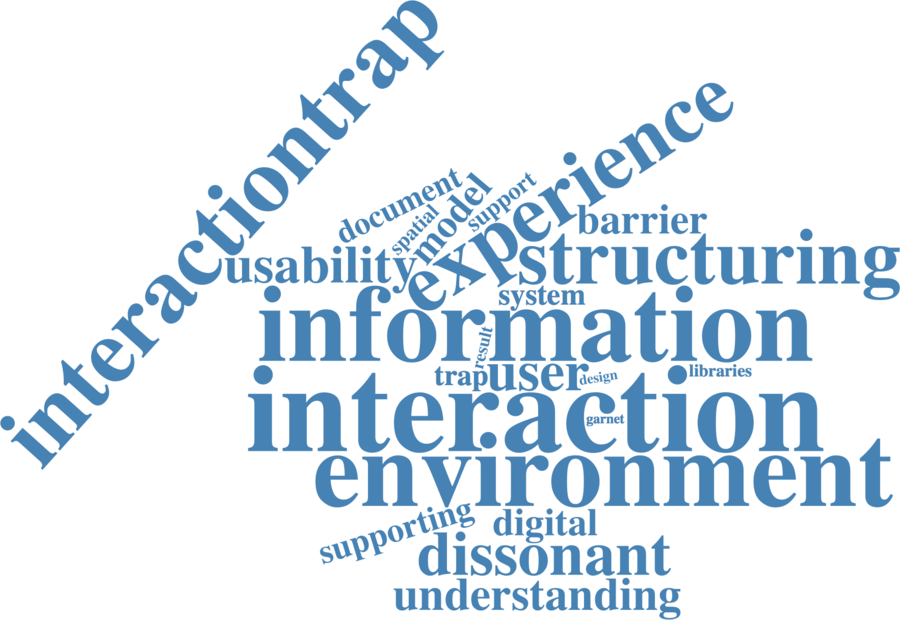 interactiontrap
experience
document
spatial
model
support
barrier
usability
structuring
system
information
result
trap
user
design
libraries
interaction
garnet
environment
supporting
digital
dissonant
understanding